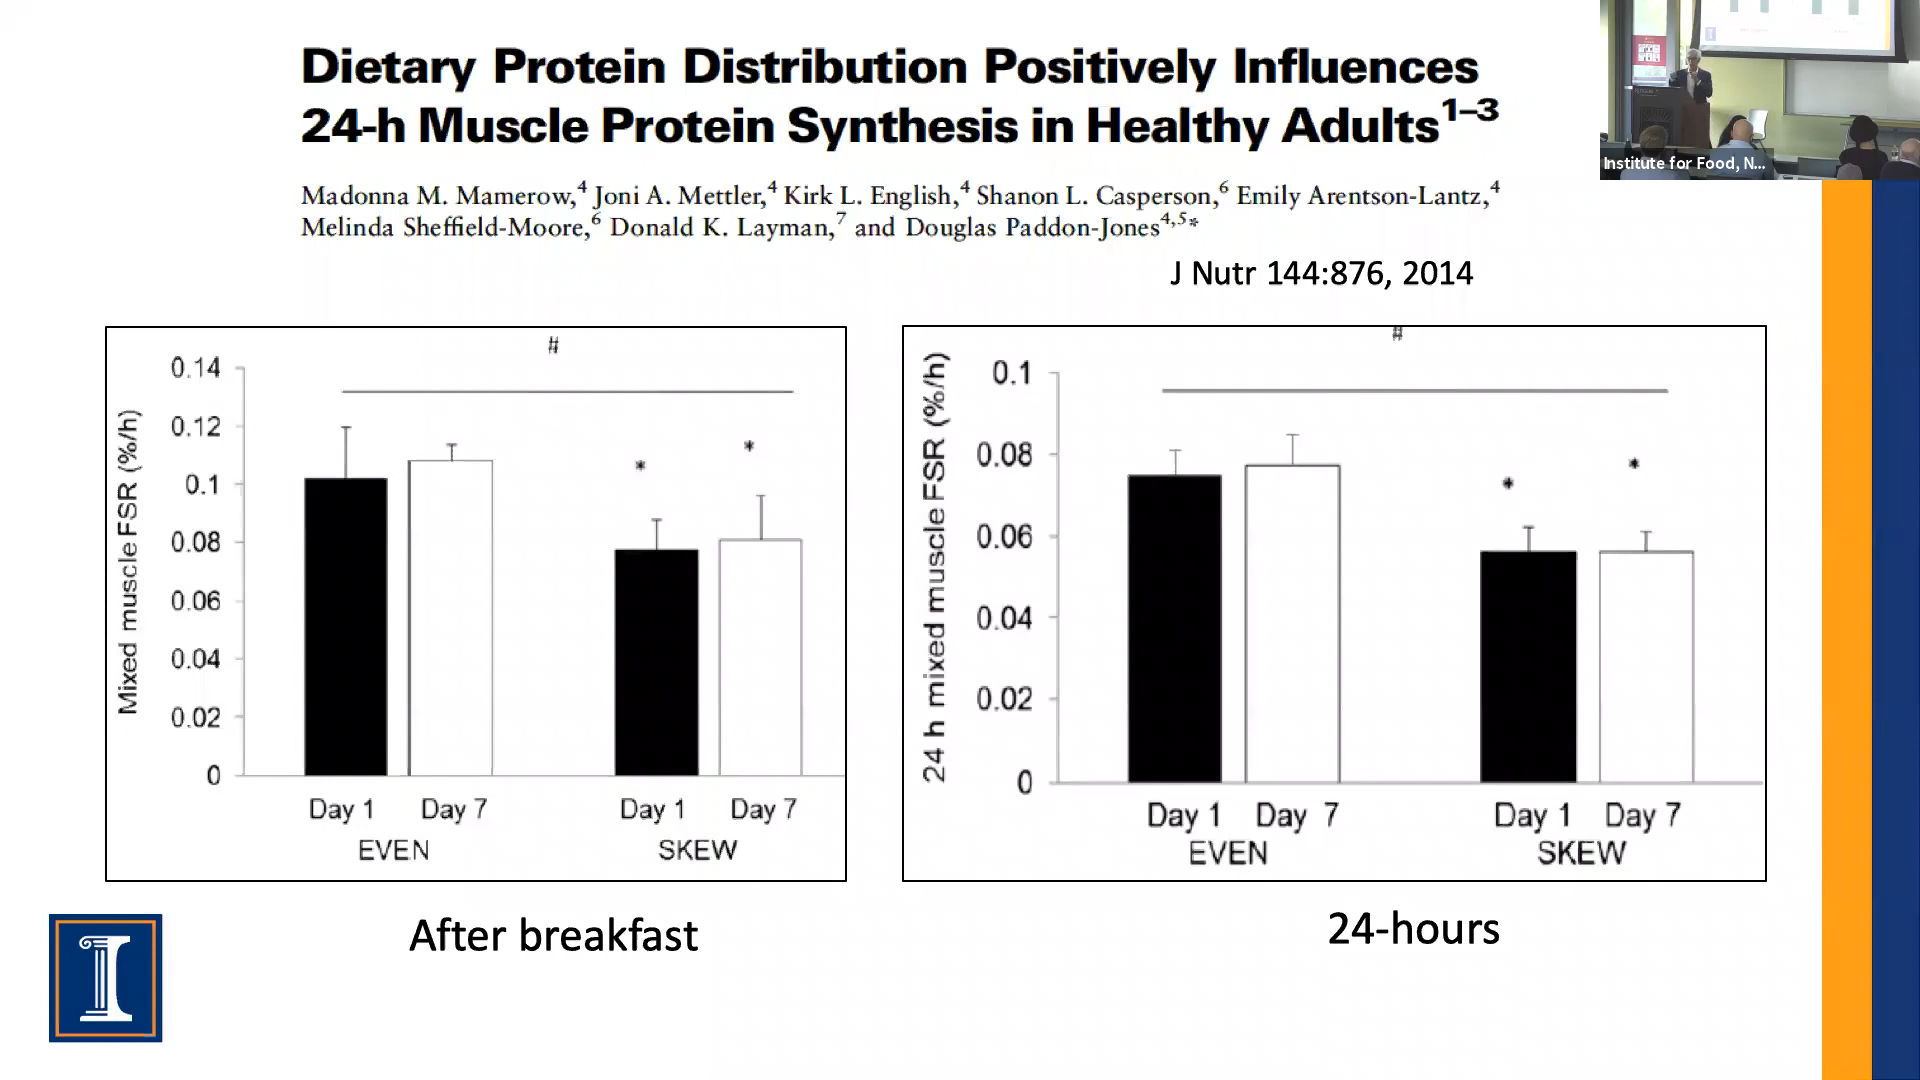 Dietary Protein Distribution Positively Influences
24-h Muscle Protein Synthesis in Healthy Adults1–3
Madonna M. Mamerow,4 Joni A. Mettler,4 Kirk L. English,4 Shanon L. Casperson,6 Emily Arentson-Lantz,4
Melinda Sheffield-Moore,6 Donald K. Layman,7 and Douglas Paddon-Jones4,5*
J Nutr 144:876, 2014
Institute for Food, N...
#
Mixed muscle FSR (%/h)
0.14
0.12
0.1
0.08
0.06
0.04
0.02
0
* *
Day 1 Day 7 Day 1 Day 7
EVEN SKEW
After breakfast
#
24 h mixed muscle FSR (%/h)
0.1
0.08
0.06
0.04
0.02
0
* *
Day 1 Day 7 Day 1 Day 7
EVEN SKEW
24-hours
I